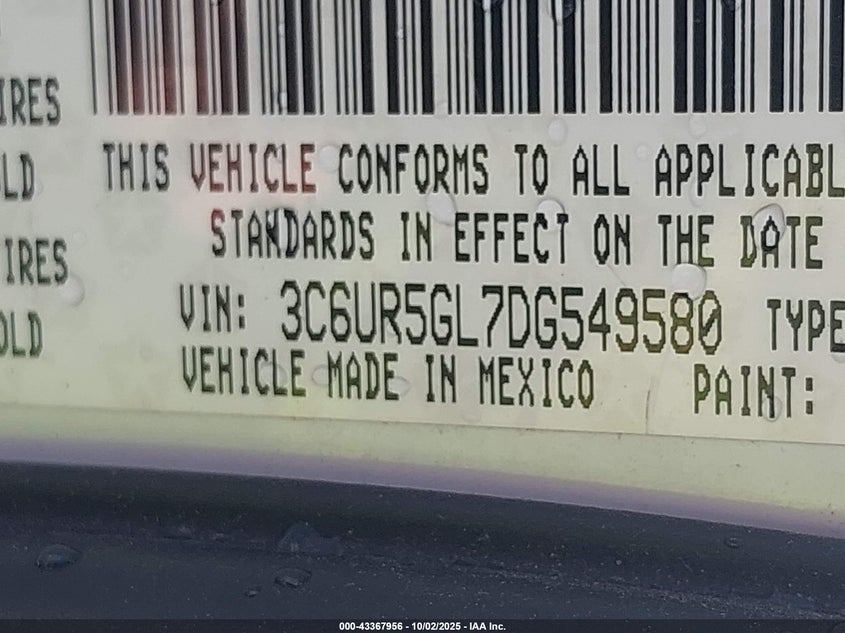 IRES
LD
THIS VEHICLE CONFORMS TO ALL APPLICABL
STANDARDS IN EFFECT ON THE DATE
IRES
OLD
VIN: 3C6UR5GL7DG549580 TYPE
VEHICLE MADE IN MEXICO PAINT:
000-43367956 - 10/02/2025 - IAA Inc.